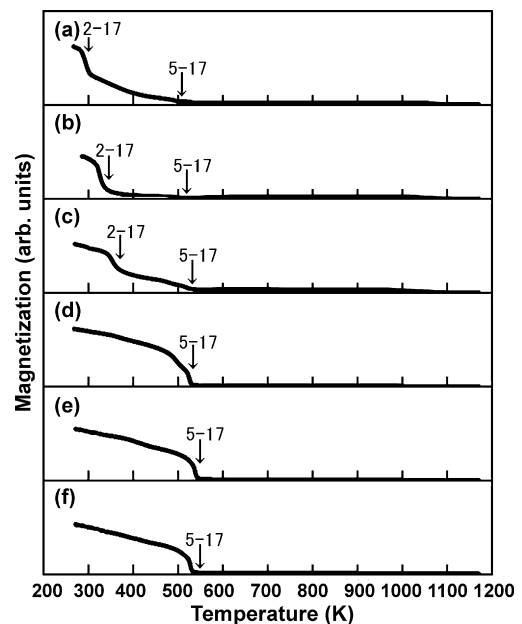 (a) 2-17
5-17
(b)
2-17 5-17
(c) 2-17
5-17
(d)
5-17
(e)
5-17
(f)
5-17
Magnetization (arb. units)
200 300 400 500 600 700 800 900 1000 1100 1200
Temperature (K)